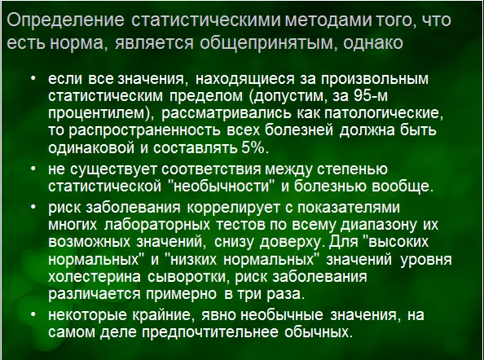 Определение статистическими методами того, что
есть норма, является общепринятым, однако
• если все значения, находящиеся за произвольным
статистическим пределом (допустим, за 95-м
процентилем), рассматривались как патологические,
то распространенность всех болезней должна быть
одинаковой и составлять 5%.
• не существует соответствия между степенью
статистической "необычности" и болезнью вообще.
• риск заболевания коррелирует с показателями
многих лабораторных тестов по всему диапазону их
возможных значений, снизу доверху. Для "высоких
нормальных" и "низких нормальных" значений уровня
холестерина сыворотки, риск заболевания
различается примерно в три раза.
• некоторые крайние, явно необычные значения, на
самом деле предпочтительнее обычных.